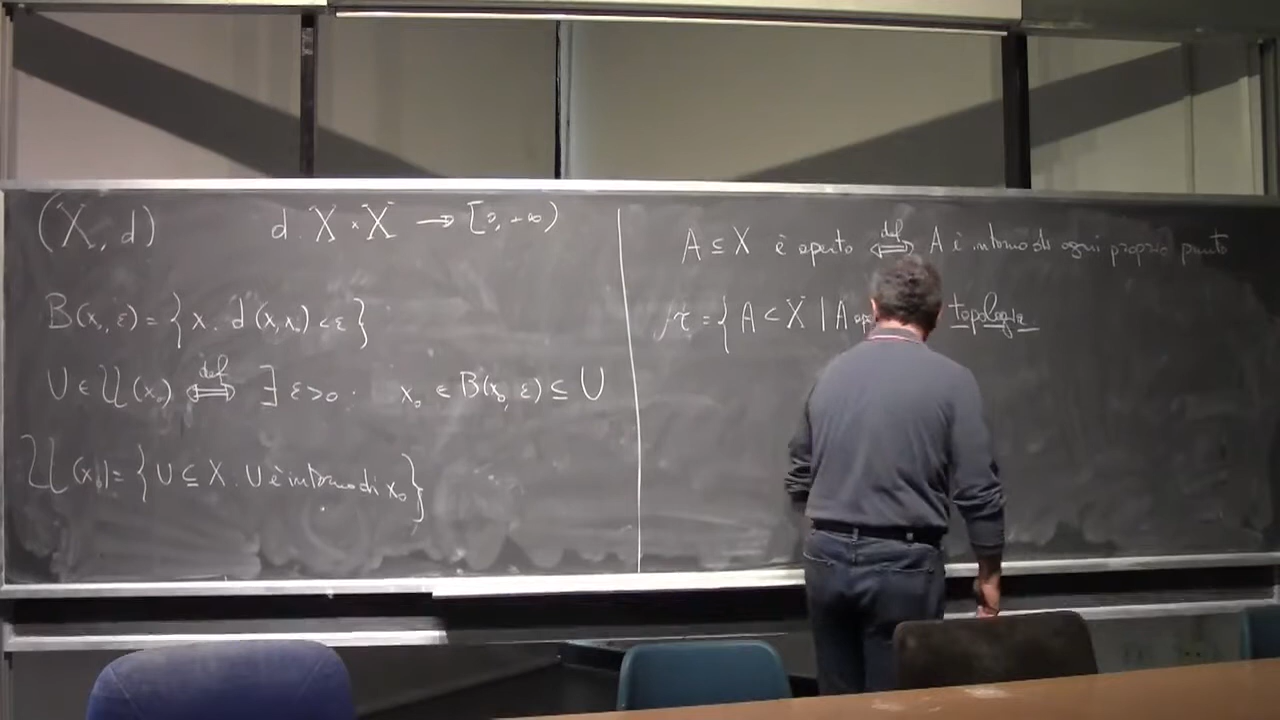 (X, d) d: X × X → [0, +∞)
B(x₀, ε) = { x : d(x, x₀) < ε }
U ∈ 𝒰(x₀) ⟺ def ∃ ε > 0 : x₀ ∈ B(x₀, ε) ⊆ U
𝒰(x₀) = { U ⊆ X : U è intorno di x₀ }
A ⊆ X è aperto ⟺ def A è intorno di ogni proprio punto
τ = { A ⊂ X | A topologia